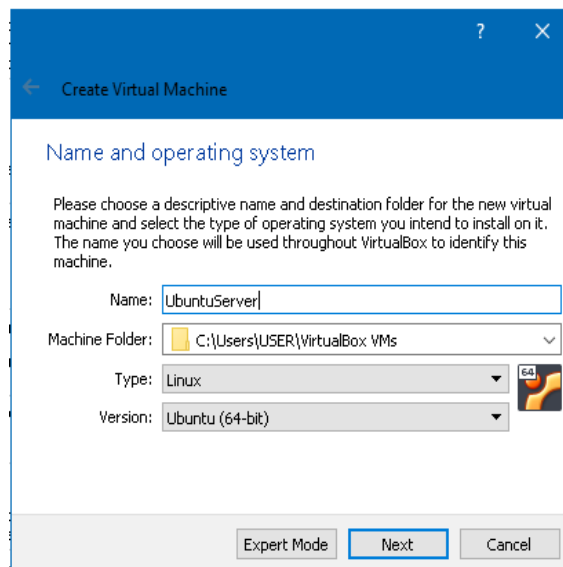 ?
Create Virtual Machine
Name and operating system
Please choose a descriptive name and destination folder for the new virtual
machine and select the type of operating system you intend to install on it.
The name you choose will be used throughout VirtualBox to identify this
machine.
Name: UbuntuServer
Machine Folder: C:\Users\USER\VirtualBox VMs
Type: Linux
64
Version: Ubuntu (64-bit)
Expert Mode Next Cancel